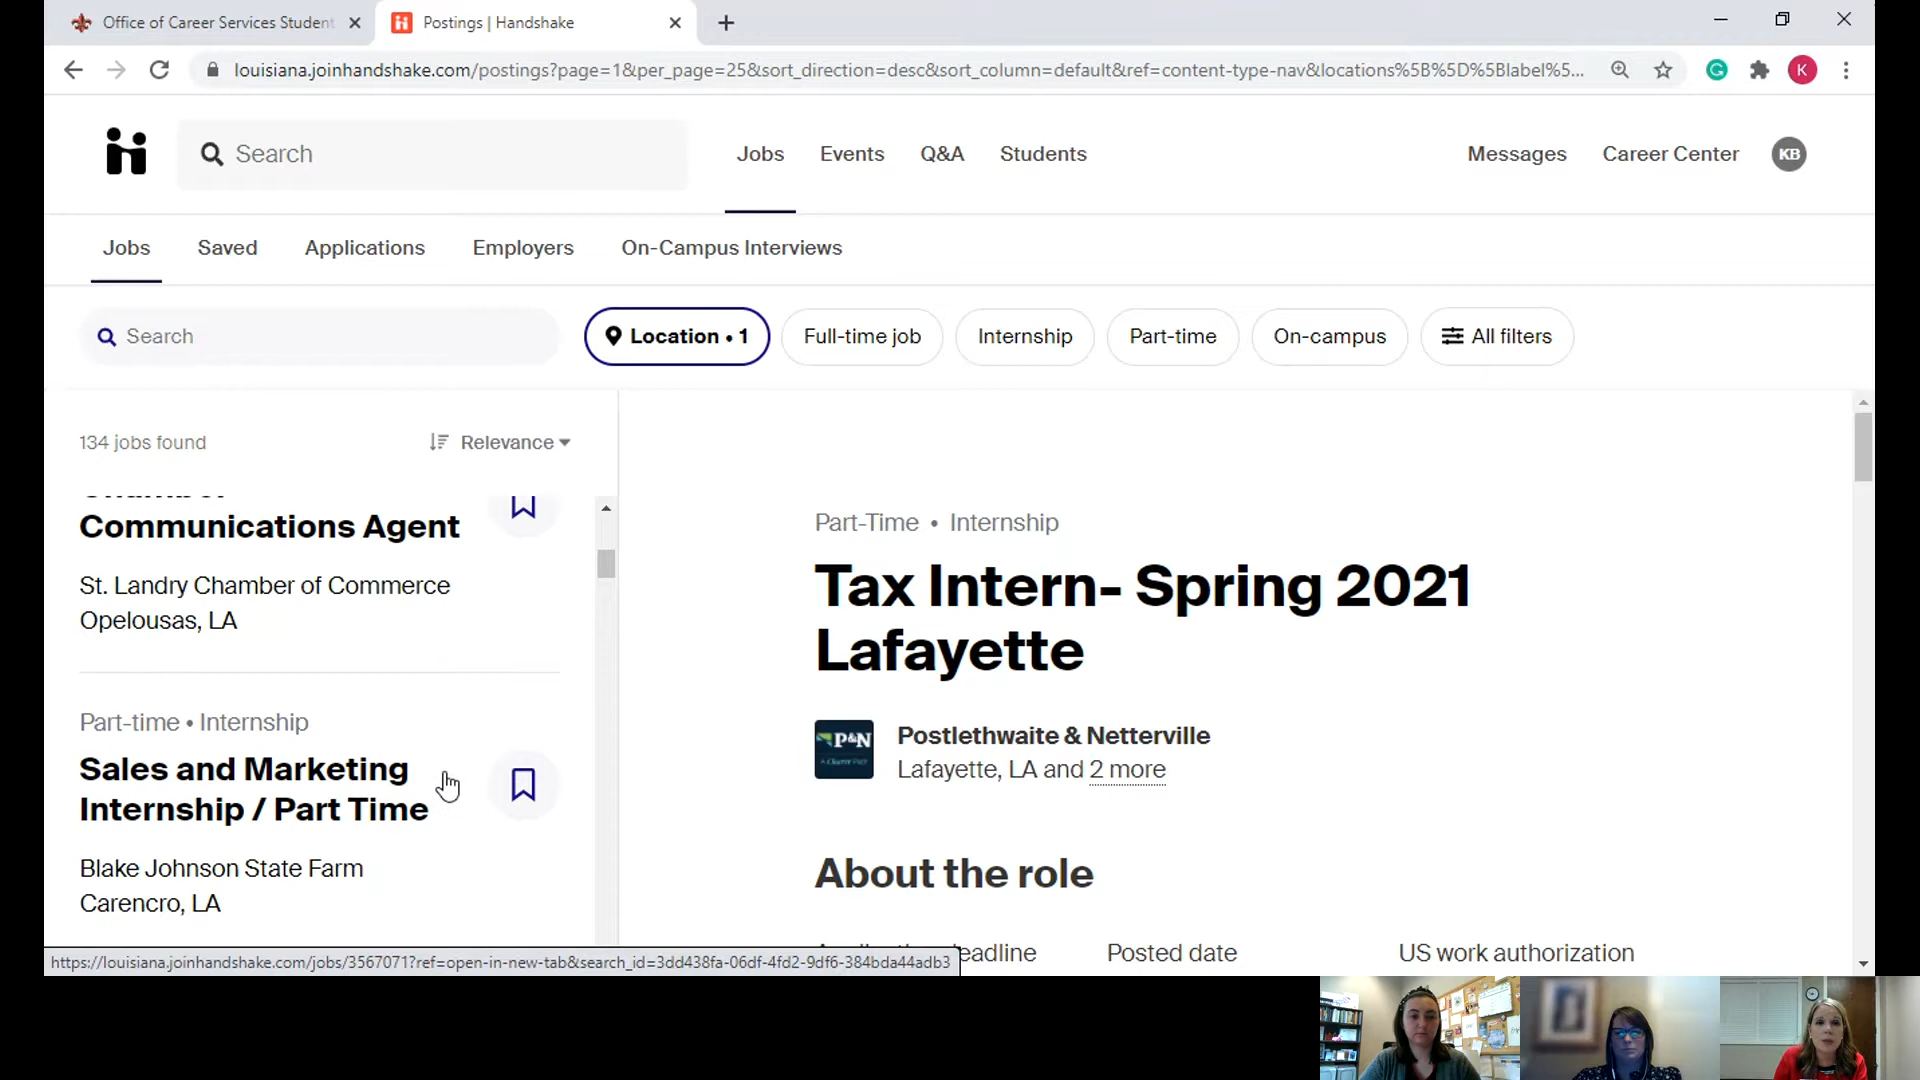 Office of Career Services Student
Postings | Handshake
louisiana.joinhandshake.com/postings?page=1&per_page=25&sort_direction=desc&sort_column=default&ref=content-type-nav&locations%5B%5D%5Blabel%5...
K
Search
Jobs
Events
Q&A
Students
Messages
Career Center
KB
Jobs
Saved
Applications
Employers
On-Campus Interviews
Search
Location • 1
Full-time job
Internship
Part-time
On-campus
All filters
134 jobs found
Relevance
Communications Agent
St. Landry Chamber of Commerce
Opelousas, LA
Part-time • Internship
Sales and Marketing
Internship / Part Time
Blake Johnson State Farm
Carencro, LA
https://louisiana.joinhandshake.com/jobs/3567071?ref=open-in-new-tab&search_id=3dd438fa-06df-4fd2-9df6-384bda44adb3
Part-Time • Internship
Tax Intern- Spring 2021
Lafayette
P&N
Postlethwaite & Netterville
Lafayette, LA and 2 more
About the role
Posted date
US work authorization